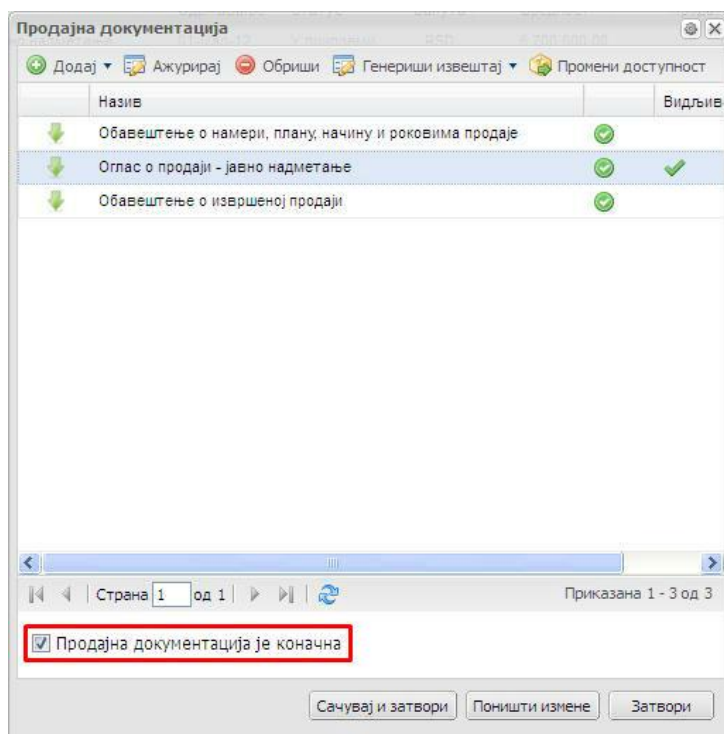 Продајна документација
Додај Ажурирај Обриши Генериши извештај Промени доступност
Назив Видљив
Обавештење о намери, плану, начину и роковима продаје
Оглас о продаји - јавно надметање
Обавештење о извршеној продаји
Страна 1 од 1 Приказана 1 - 3 од 3
Продајна документација је коначна
Сачувај и затвори Поништи измене Затвори